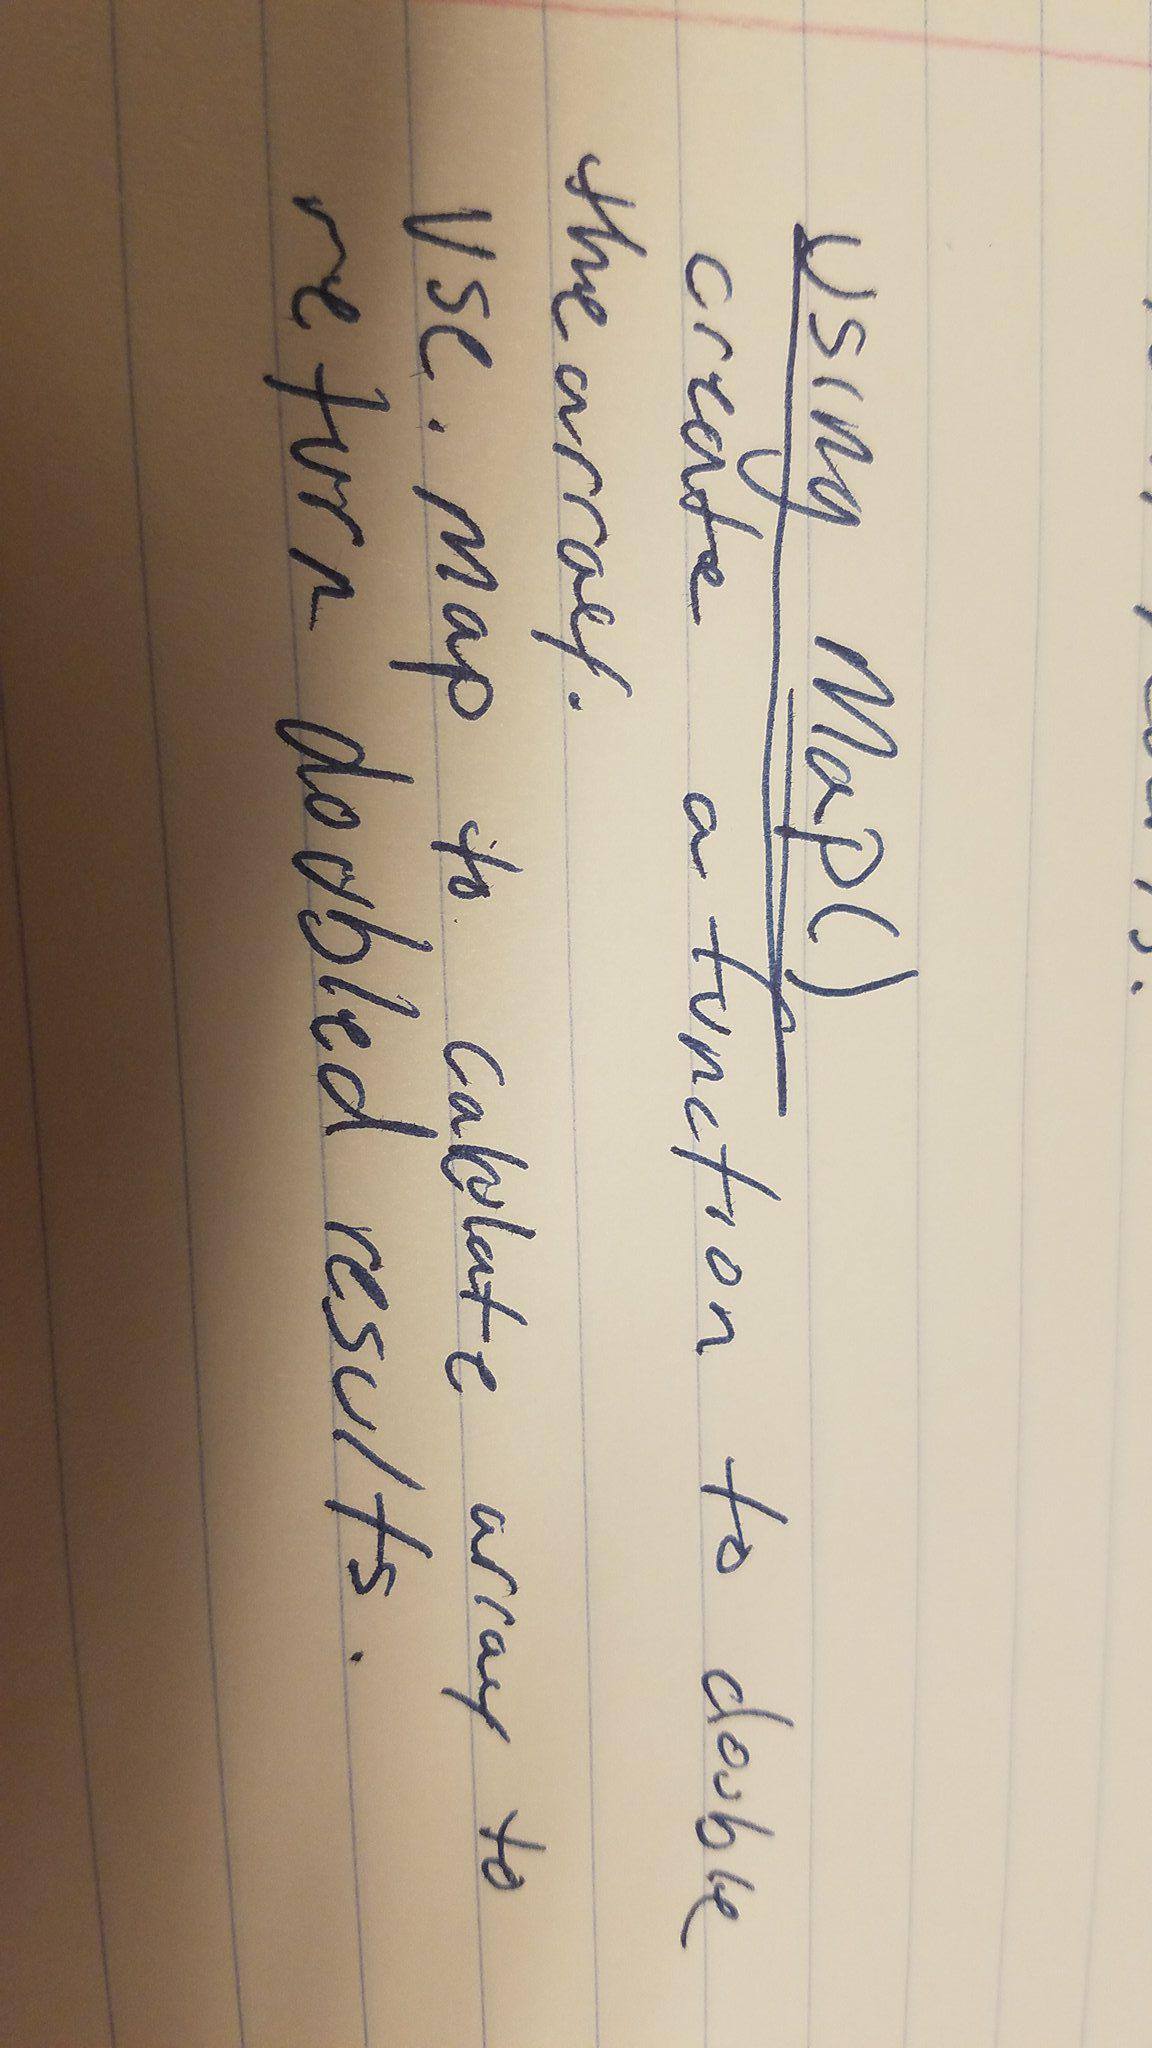 Using Map()
create a function to double
the array.
Use .map to calculate array to
return doubled results.